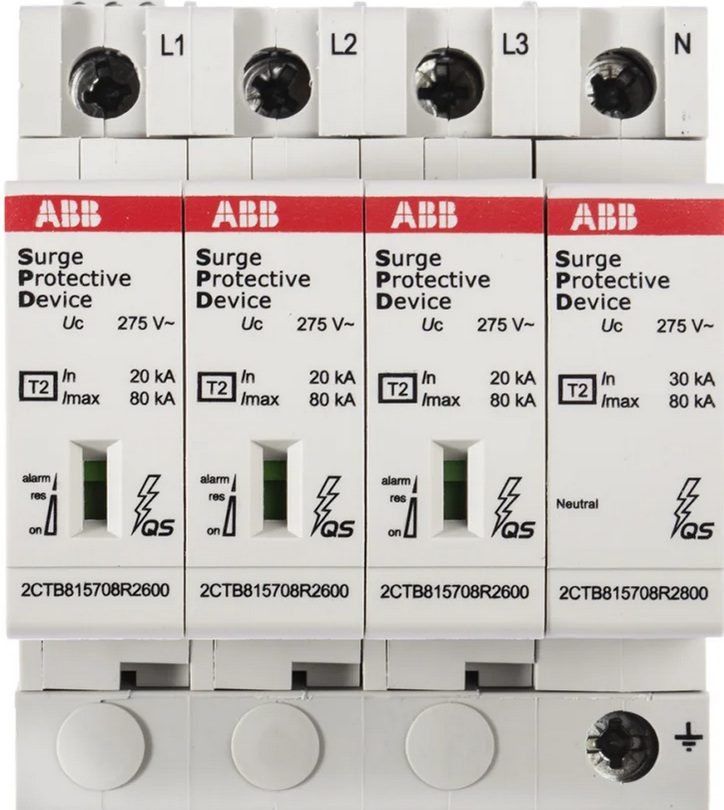 L1 L2 L3 N
ABB ABB ABB ABB
Surge Surge Surge Surge
Protective Protective Protective Protective
Device Device Device Device
Uc 275 V~ Uc 275 V~ Uc 275 V~ Uc 275 V~
T2 In 20 kA T2 In 20 kA T2 In 20 kA T2 In 30 kA
Imax 80 kA Imax 80 kA Imax 80 kA Imax 80 kA
alarm alarm alarm
res res res Neutral
on QS on QS on QS QS
2CTB815708R2600 2CTB815708R2600 2CTB815708R2600 2CTB815708R2800